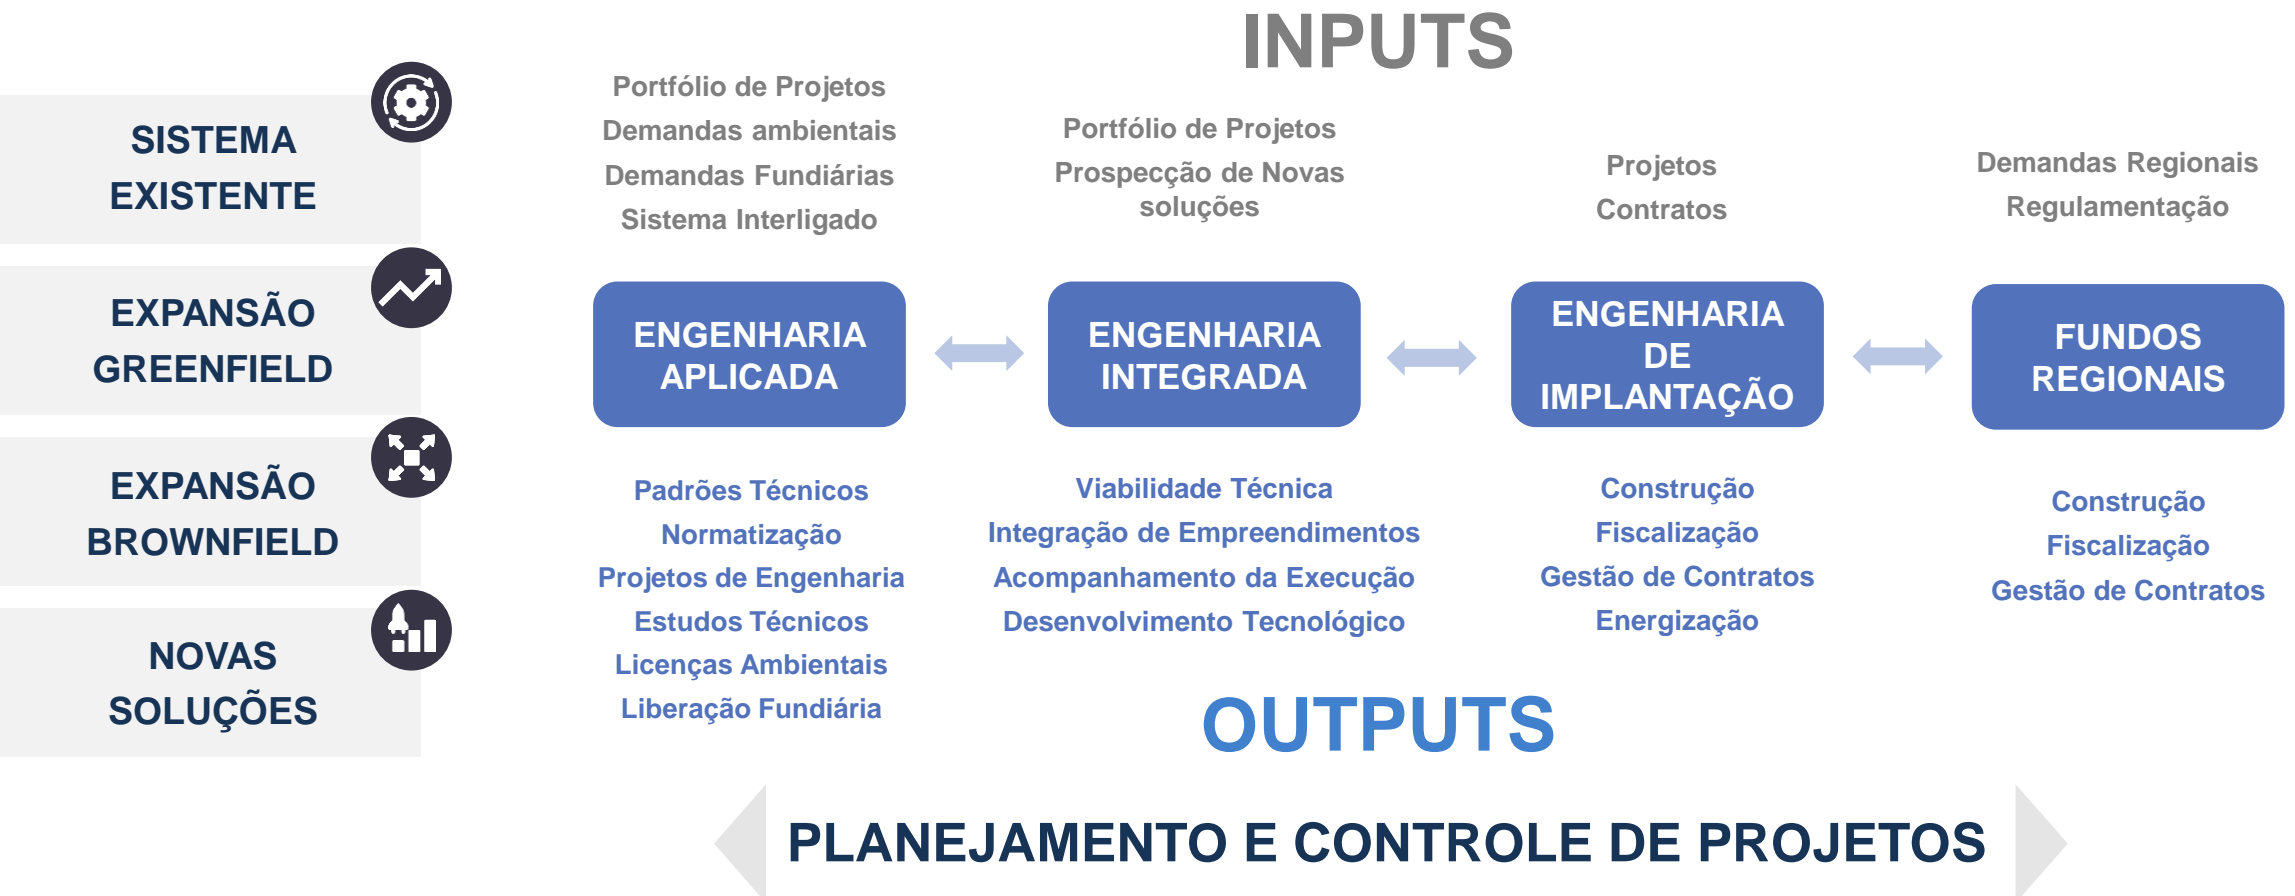 INPUTS
SISTEMA
EXISTENTE
EXPANSÃO
GREENFIELD
EXPANSÃO
BROWNFIELD
NOVAS
SOLUÇÕES
Portfólio de Projetos
Demandas ambientais
Demandas Fundiárias
Sistema Interligado
Portfólio de Projetos
Prospecção de Novas
soluções
Projetos
Contratos
Demandas Regionais
Regulamentação
ENGENHARIA
APLICADA
ENGENHARIA
INTEGRADA
ENGENHARIA
DE
IMPLANTAÇÃO
FUNDOS
REGIONAIS
Padrões Técnicos
Normatização
Projetos de Engenharia
Estudos Técnicos
Licenças Ambientais
Liberação Fundiária
Viabilidade Técnica
Integração de Empreendimentos
Acompanhamento da Execução
Desenvolvimento Tecnológico
Construção
Fiscalização
Gestão de Contratos
Energização
Construção
Fiscalização
Gestão de Contratos
OUTPUTS
PLANEJAMENTO E CONTROLE DE PROJETOS